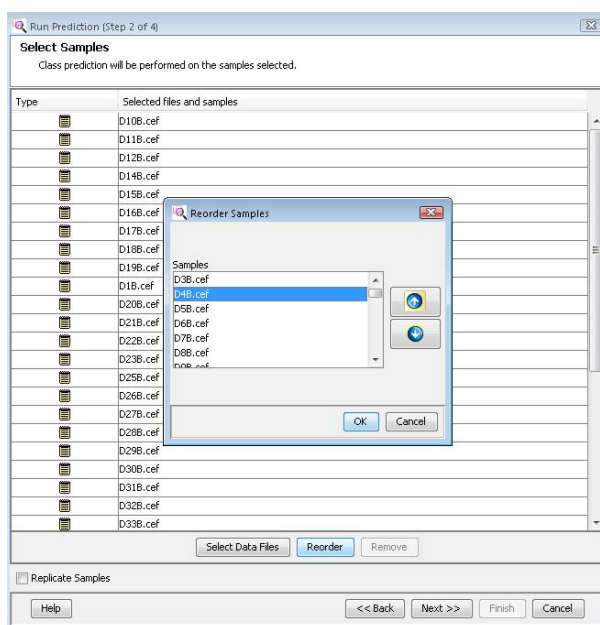 Run Prediction (Step 2 of 4)
Select Samples
Class prediction will be performed on the samples selected.
Type Selected files and samples
D10B.cef
D11B.cef
D12B.cef
D14B.cef
D15B.cef
D16B.cef
D17B.cef
D18B.cef
D19B.cef
D1B.cef
D20B.cef
D21B.cef
D22B.cef
D23B.cef
D25B.cef
D26B.cef
D27B.cef
D28B.cef
D29B.cef
D30B.cef
D31B.cef
D32B.cef
D33B.cef
Reorder Samples
Samples
D3B.cef
D4B.cef
D5B.cef
D6B.cef
D7B.cef
D8B.cef
D9B.cef
OK Cancel
Select Data Files Reorder Remove
Replicate Samples
Help << Back Next >> Finish Cancel